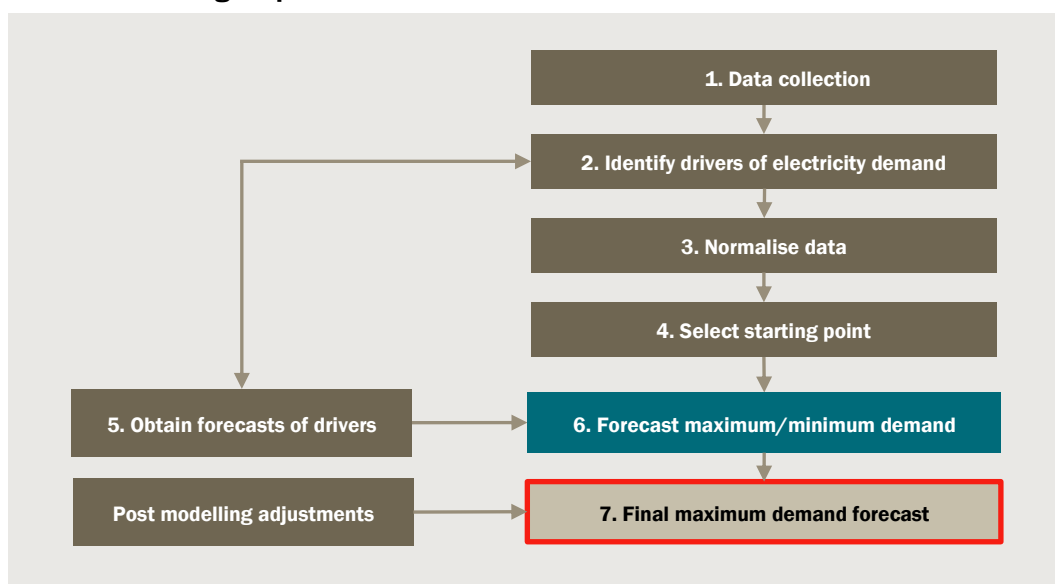 1. Data collection
2. Identify drivers of electricity demand
3. Normalise data
4. Select starting point
5. Obtain forecasts of drivers
6. Forecast maximum/minimum demand
Post modelling adjustments
7. Final maximum demand forecast